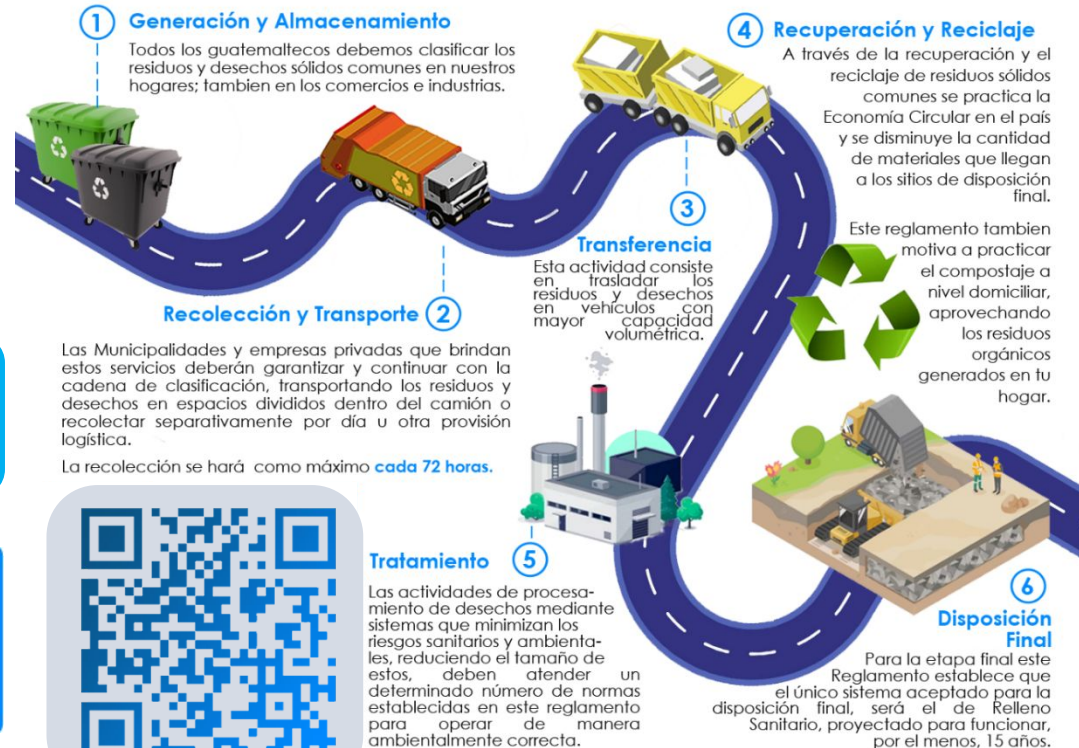 1 Generación y Almacenamiento
Todos los guatemaltecos debemos clasificar los
residuos y desechos sólidos comunes en nuestros
hogares; tambien en los comercios e industrias.
Recolección y Transporte 2
Las Municipalidades y empresas privadas que brindan
estos servicios deberán garantizar y continuar con la
cadena de clasificación, transportando los residuos y
desechos en espacios divididos dentro del camión o
recolectar separativamente por día u otra provisión
logística.
La recolección se hará como máximo cada 72 horas.
3
Transferencia
Esta actividad consiste
en trasladar los
residuos y desechos
en vehículos con
mayor capacidad
volumétrica.
4 Recuperación y Reciclaje
A través de la recuperación y el
reciclaje de residuos sólidos
comunes se practica la
Economía Circular en el país
y se disminuye la cantidad
de materiales que llegan
a los sitios de disposición
final.
Este reglamento tambien
motiva a practicar
el compostaje a
nivel domiciliar,
aprovechando
los residuos
orgánicos
generados en tu
hogar.
Tratamiento 5
Las actividades de procesa-
miento de desechos mediante
sistemas que minimizan los
riesgos sanitarios y ambienta-
les, reduciendo el tamaño de
estos, deben atender un
determinado número de normas
establecidas en este reglamento
para operar de manera
ambientalmente correcta.
6
Disposición
Final
Para la etapa final este
Reglamento establece que
el único sistema aceptado para la
disposición final, será el de Relleno
Sanitario, proyectado para funcionar,
por el menos, 15 años.